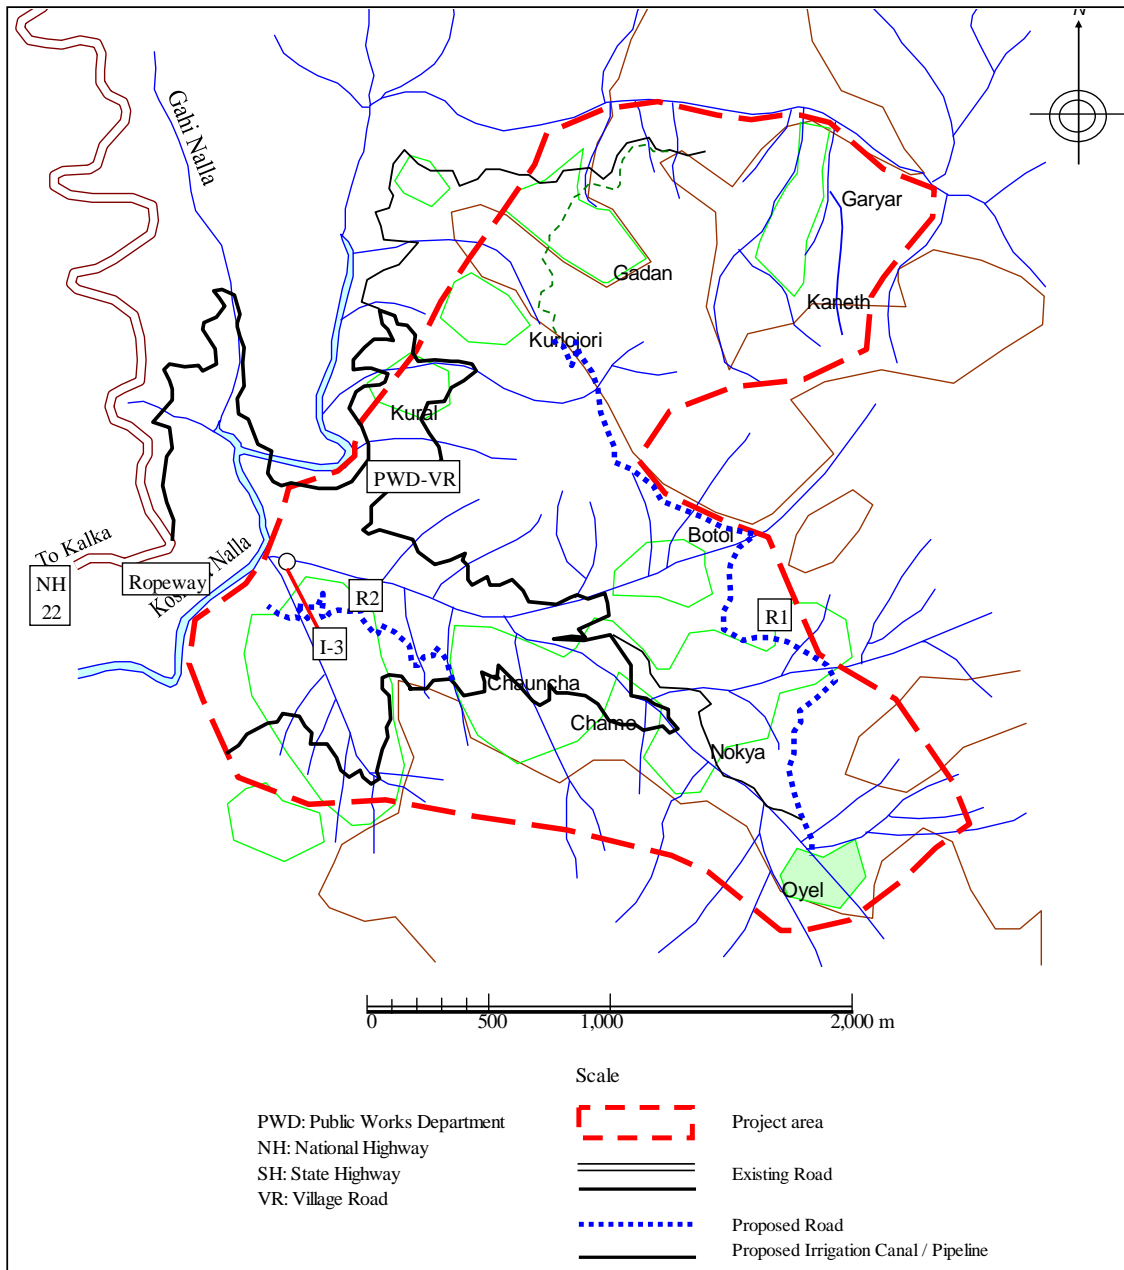 N
Gahi Nalla
Garyar
Gadan
Kaneth
Kurlojori
Kural
PWD-VR
Botol
To Kalka
NH
22
Ropeway
Nalla
R2
R1
I-3
Chauncha
Chamo
Nokya
Oyel
0 500 1,000 2,000 m
Scale
PWD: Public Works Department
NH: National Highway
SH: State Highway
VR: Village Road
Project area
Existing Road
Proposed Road
Proposed Irrigation Canal / Pipeline